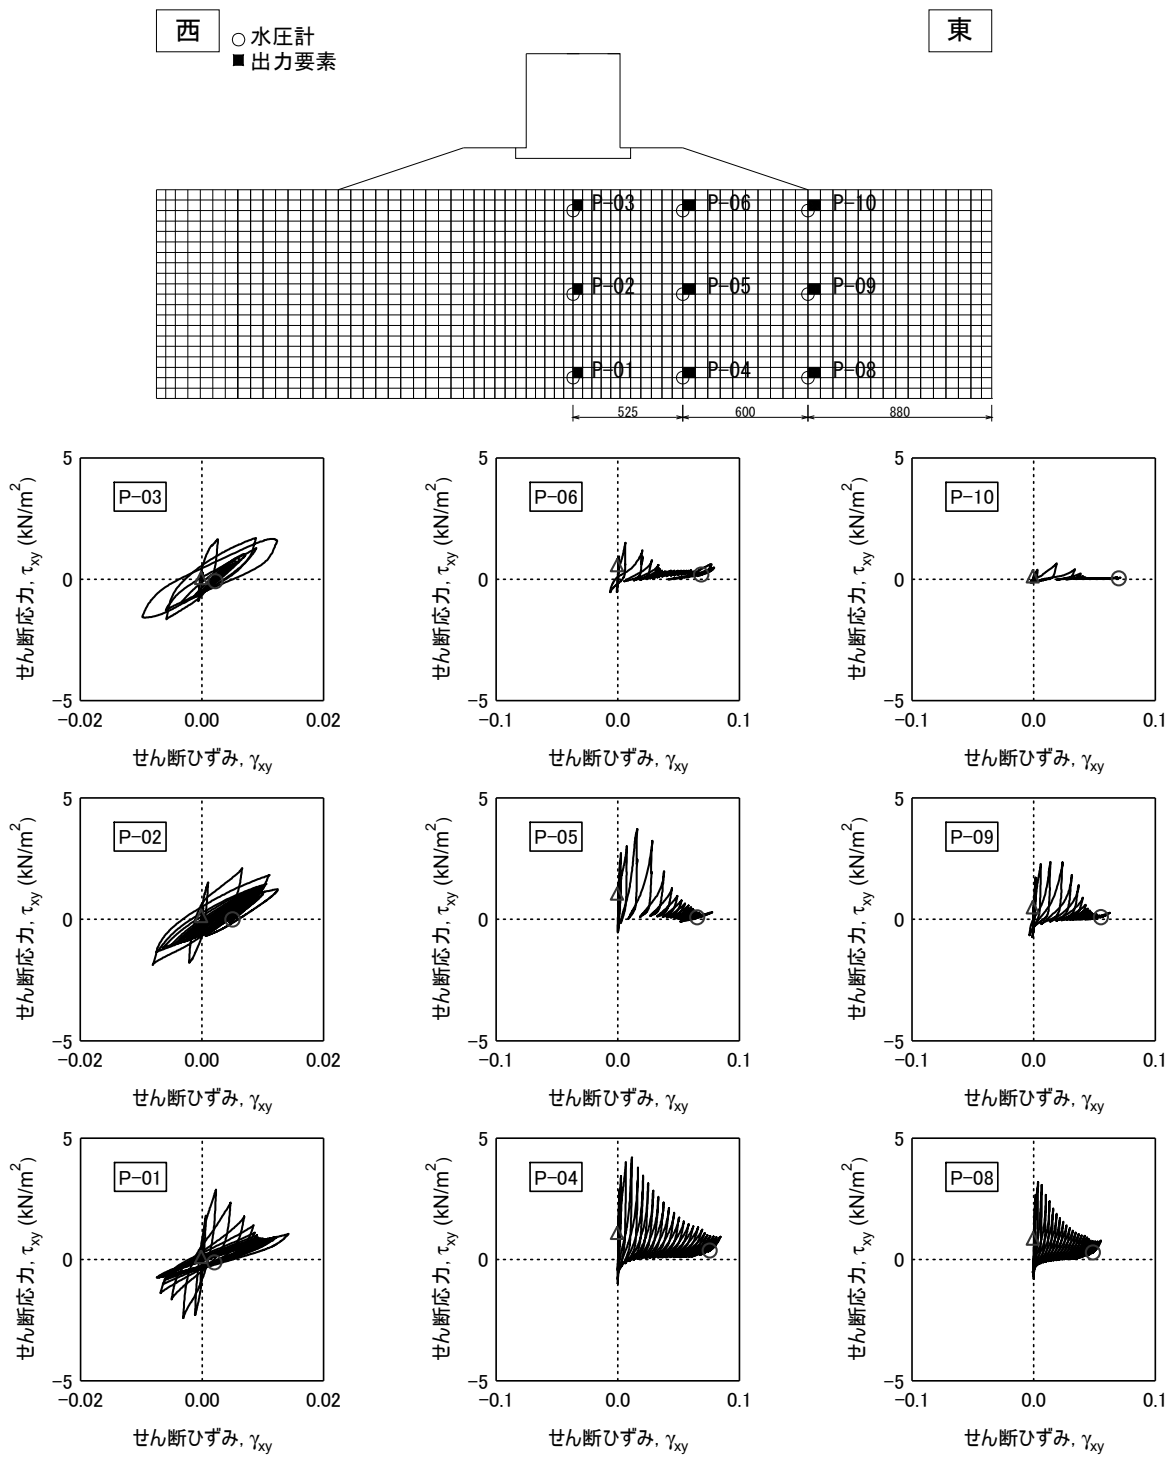 西
東
○ 水圧計
■ 出力要素
P-03 P-06 P-10
P-02 P-05 P-09
P-01 P-04 P-08
525 600 880
P-03
5
0
-5
-0.02 0.00 0.02
せん断応力, τxy (kN/m²)
せん断ひずみ, γxy
P-06
5
0
-5
-0.1 0.0 0.1
せん断応力, τxy (kN/m²)
せん断ひずみ, γxy
P-10
5
0
-5
-0.1 0.0 0.1
せん断応力, τxy (kN/m²)
せん断ひずみ, γxy
P-02
5
0
-5
-0.02 0.00 0.02
せん断応力, τxy (kN/m²)
せん断ひずみ, γxy
P-05
5
0
-5
-0.1 0.0 0.1
せん断応力, τxy (kN/m²)
せん断ひずみ, γxy
P-09
5
0
-5
-0.1 0.0 0.1
せん断応力, τxy (kN/m²)
せん断ひずみ, γxy
P-01
5
0
-5
-0.02 0.00 0.02
せん断応力, τxy (kN/m²)
せん断ひずみ, γxy
P-04
5
0
-5
-0.1 0.0 0.1
せん断応力, τxy (kN/m²)
せん断ひずみ, γxy
P-08
5
0
-5
-0.1 0.0 0.1
せん断応力, τxy (kN/m²)
せん断ひずみ, γxy